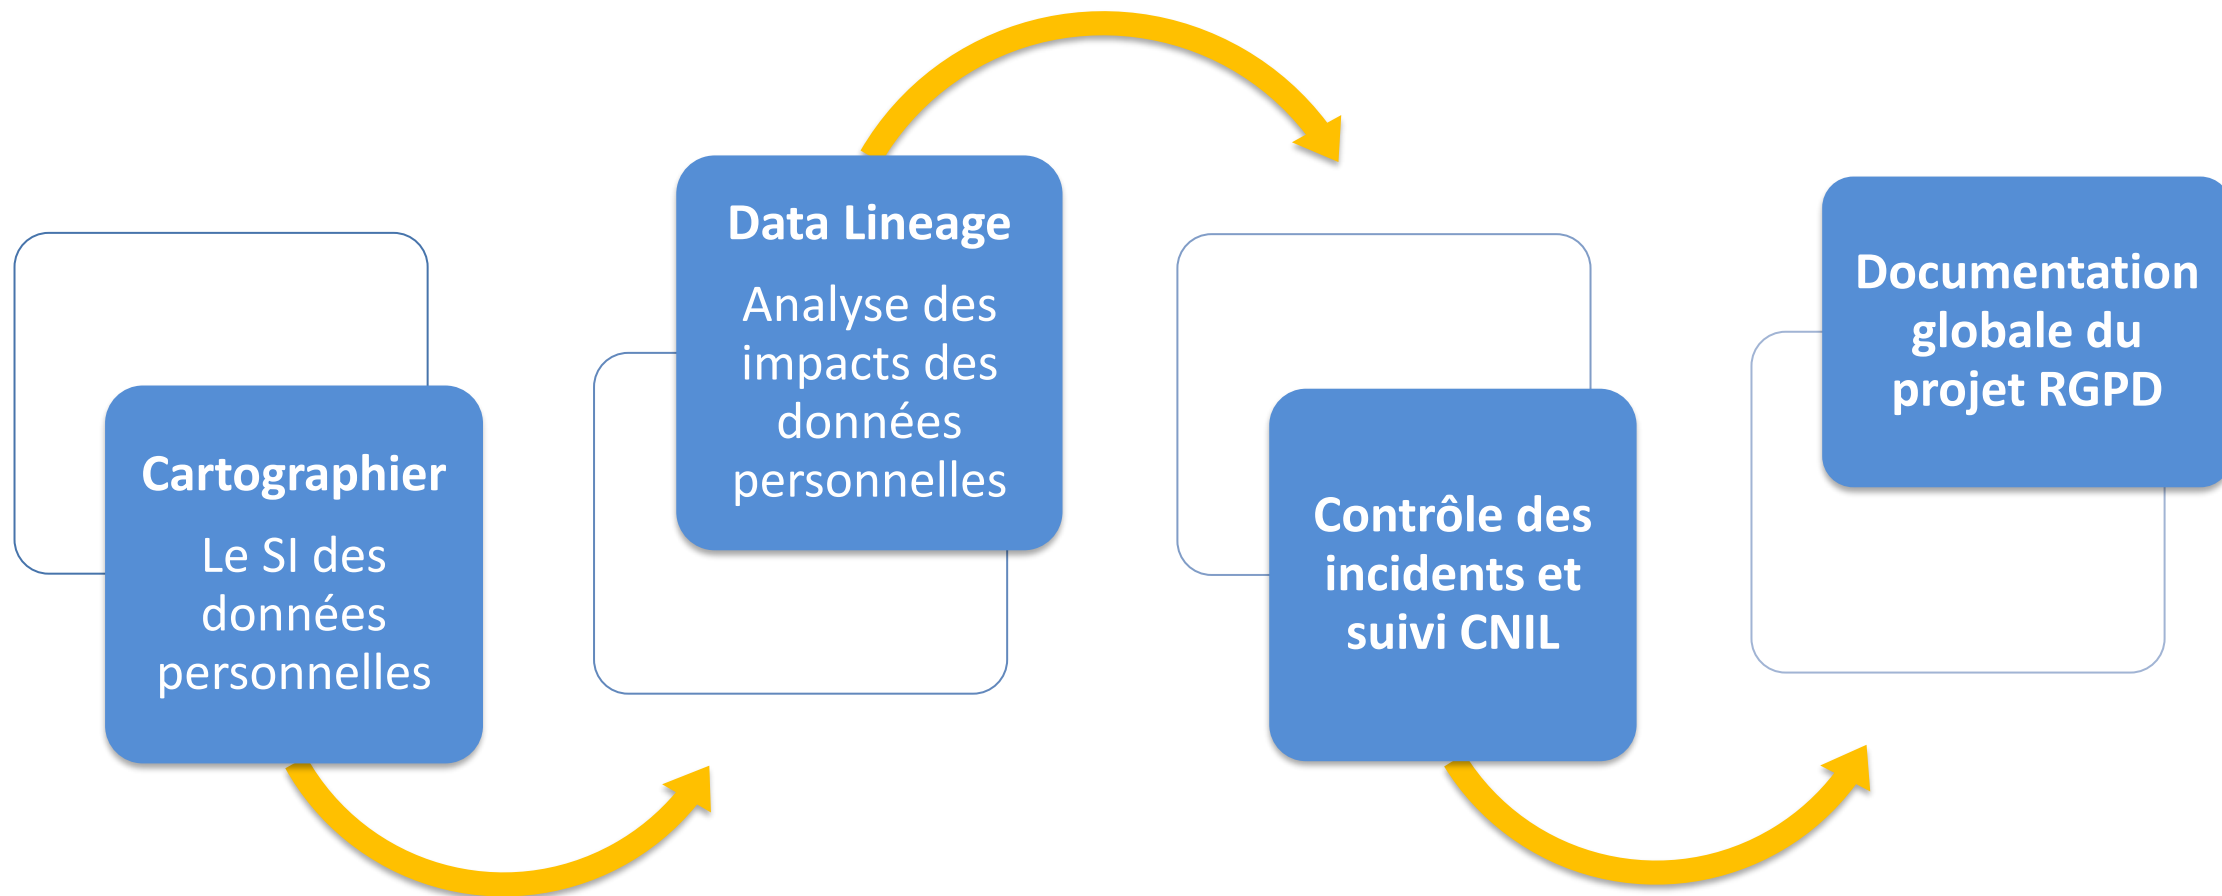 Cartographier
Le SI des
données
personnelles
Data Lineage
Analyse des
impacts des
données
personnelles
Contrôle des
incidents et
suivi CNIL
Documentation
globale du
projet RGPD